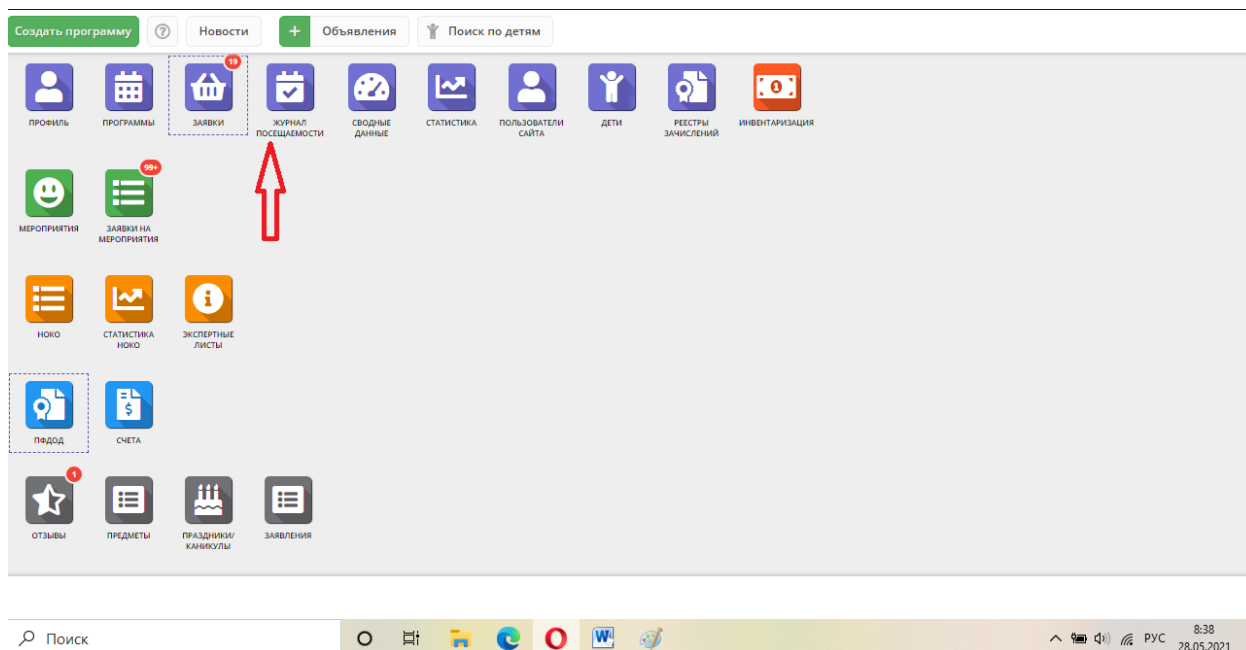 Создать программу
?
Новости
+ Объявления
Поиск по детям
19
ПРОФИЛЬ
ПРОГРАММЫ
ЗАЯВКИ
ЖУРНАЛ
ПОСЕЩАЕМОСТИ
СВОДНЫЕ
ДАННЫЕ
СТАТИСТИКА
ПОЛЬЗОВАТЕЛИ
САЙТА
ДЕТИ
РЕЕСТРЫ
ЗАЧИСЛЕНИЙ
1
ИНВЕНТАРИЗАЦИЯ
99+
МЕРОПРИЯТИЯ
ЗАЯВКИ НА
МЕРОПРИЯТИЯ
НОКО
СТАТИСТИКА
НОКО
i
ЭКСПЕРТНЫЕ
ЛИСТЫ
ПФДОД
$
СЧЕТА
1
ОТЗЫВЫ
ПРЕДМЕТЫ
ПРАЗДНИКИ/
КАНИКУЛЫ
ЗАЯВЛЕНИЯ
Поиск
W
РУС
8:38
28.05.2021